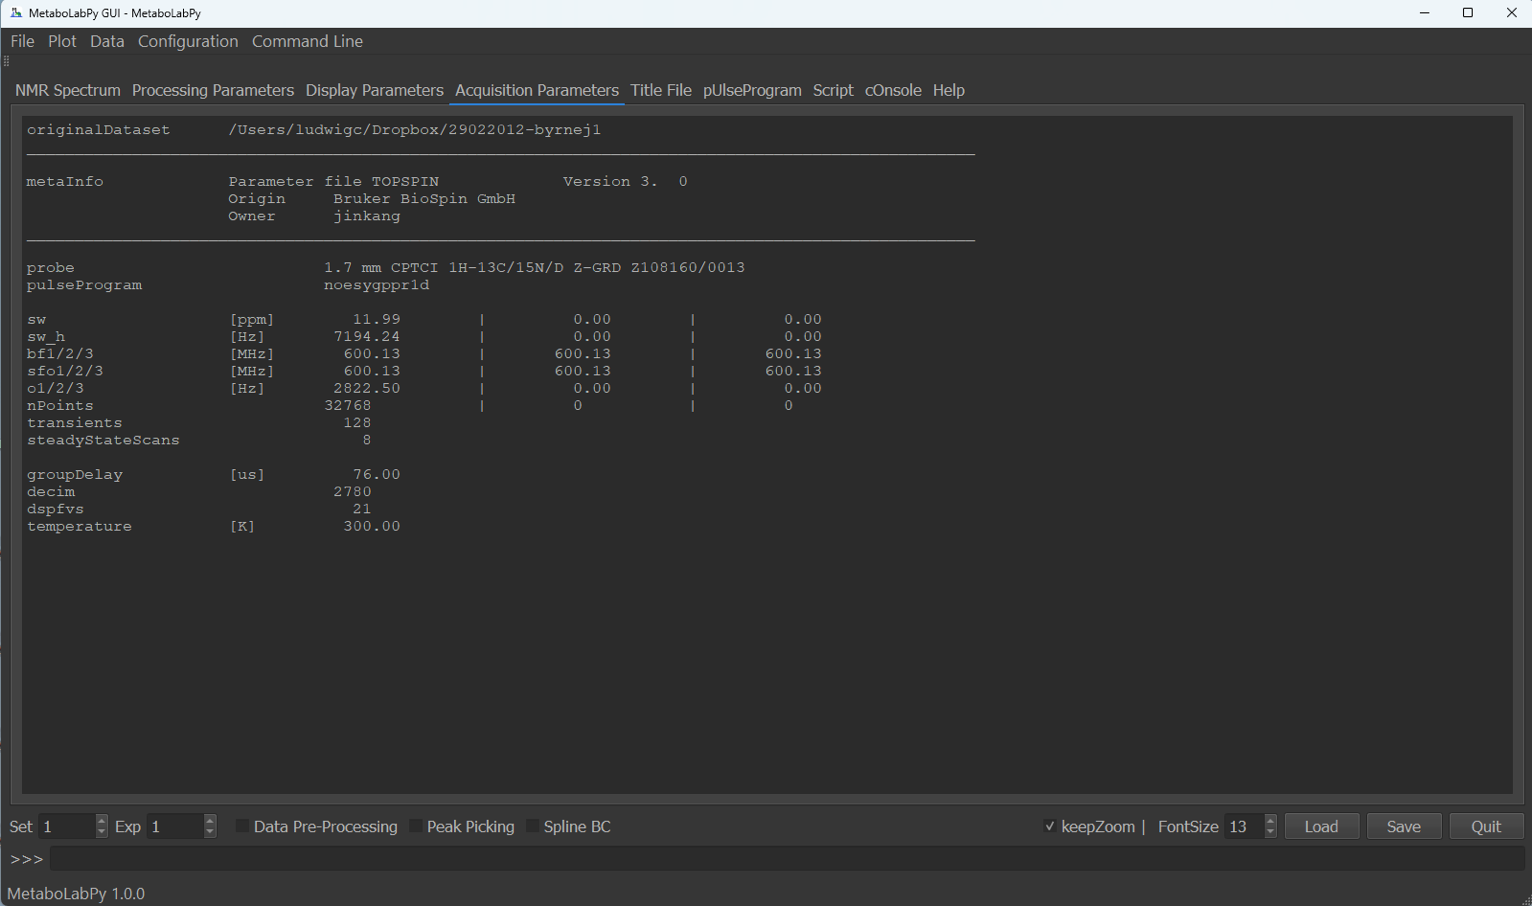 MetaboLabPy GUI - MetaboLabPy
File Plot Data Configuration Command Line
NMR Spectrum Processing Parameters Display Parameters Acquisition Parameters Title File pUlseProgram Script cOnsole Help
originalDataset /Users/ludwigc/Dropbox/29022012-byrnej1
metaInfo Parameter file TOPSPIN Version 3. 0
Origin Bruker BioSpin GmbH
Owner jinkang
probe 1.7 mm CPTCI 1H-13C/15N/D Z-GRD Z108160/0013
pulseProgram noesygppr1d
sw [ppm] 11.99 | 0.00 | 0.00
sw_h [Hz] 7194.24 | 0.00 | 0.00
bf1/2/3 [MHz] 600.13 | 600.13 | 600.13
sfo1/2/3 [MHz] 600.13 | 600.13 | 600.13
o1/2/3 [Hz] 2822.50 | 0.00 | 0.00
nPoints 32768 | 0 | 0
transients 128
steadyStateScans 8
groupDelay [us] 76.00
decim 2780
dspfvs 21
temperature [K] 300.00
Set 1 Exp 1 Data Pre-Processing Peak Picking Spline BC keepZoom | FontSize 13 Load Save Quit
>>>
MetaboLabPy 1.0.0